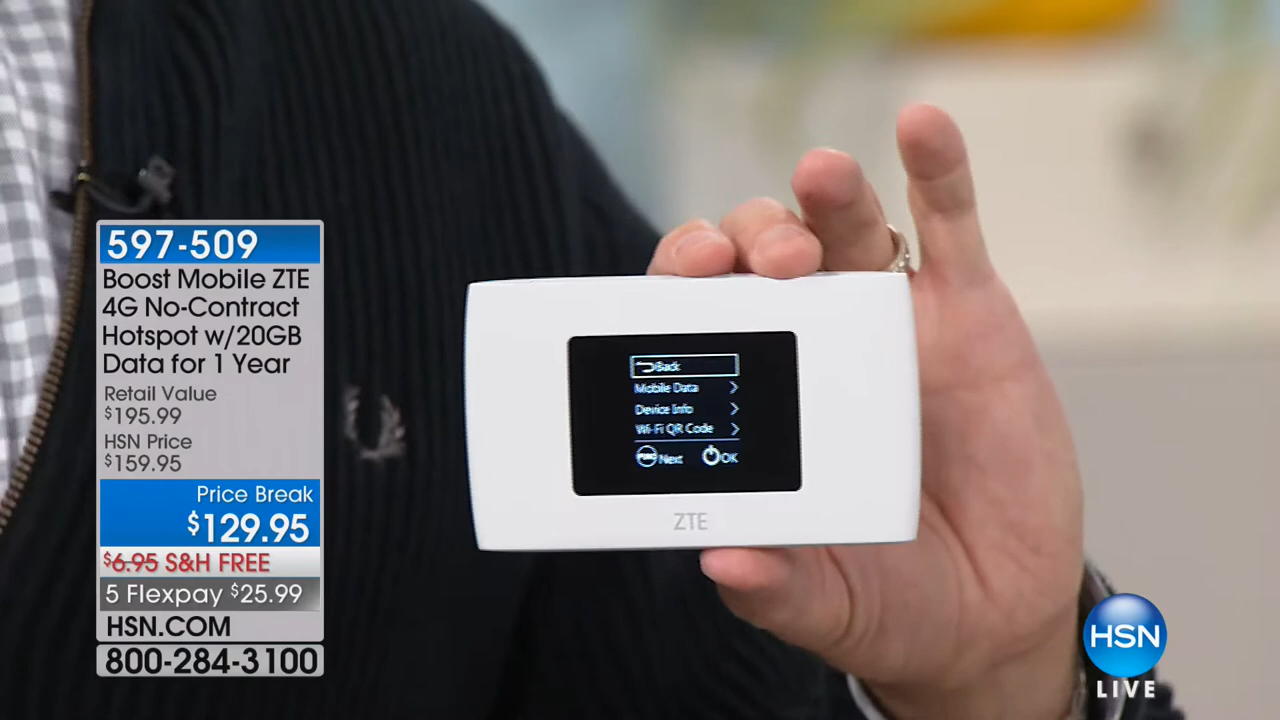 597-509
Boost Mobile ZTE
4G No-Contract
Hotspot w/20GB
Data for 1 Year
Retail Value
$195.99
HSN Price
$159.95
Price Break
$129.95
$6.95 S&H FREE
5 Flexpay $25.99
HSN.COM
800-284-3100
Back
Mobile Data
Device Info
Wi-Fi QR Code
Next OK
ZTE
HSN
LIVE